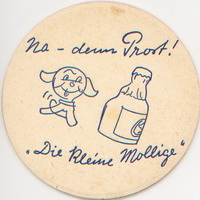 Na - denn Prost!
„Die kleine Mollige“